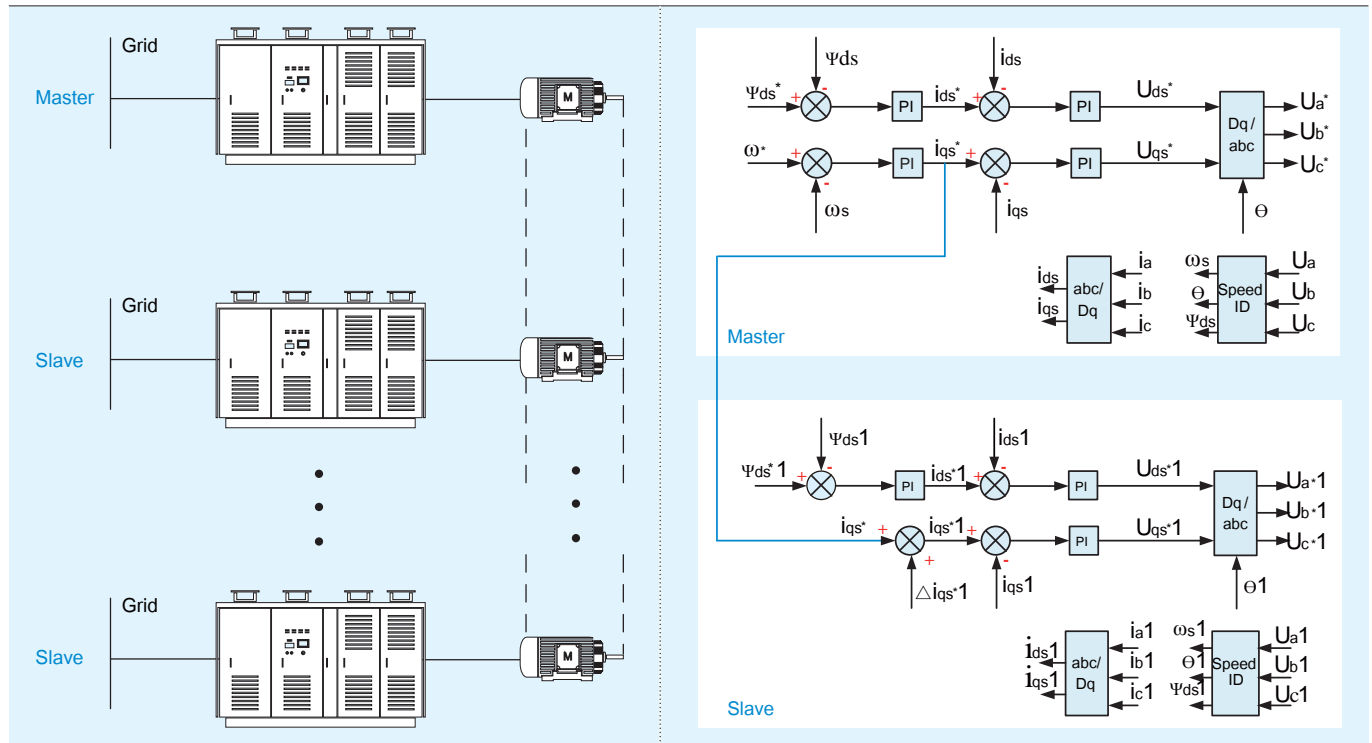 Grid
Master
M
Grid
Slave
M
Grid
Slave
M
Ψds
ids
Ψds*
+
-
PI
ids*
+
-
PI
Uds*
Dq /
abc
Ua*
Ub*
Uc*
ω*
+
-
PI
iqs*
+
-
PI
Uqs*
ωs
iqs
Θ
ids
iqs
abc/
Dq
ia
ib
ic
ωs
Θ
Ψds
Speed
ID
Ua
Ub
Uc
Master
Ψds1
ids1
Ψds*1
+
-
PI
ids*1
+
-
PI
Uds*1
Dq /
abc
Ua*1
Ub*1
Uc*1
iqs*
+
+
iqs*1
+
-
PI
Uqs*1
△iqs*1
iqs1
Θ1
ids1
iqs1
abc/
Dq
ia1
ib1
ic1
ωs1
Θ1
Ψds1
Speed
ID
Ua1
Ub1
Uc1
Slave